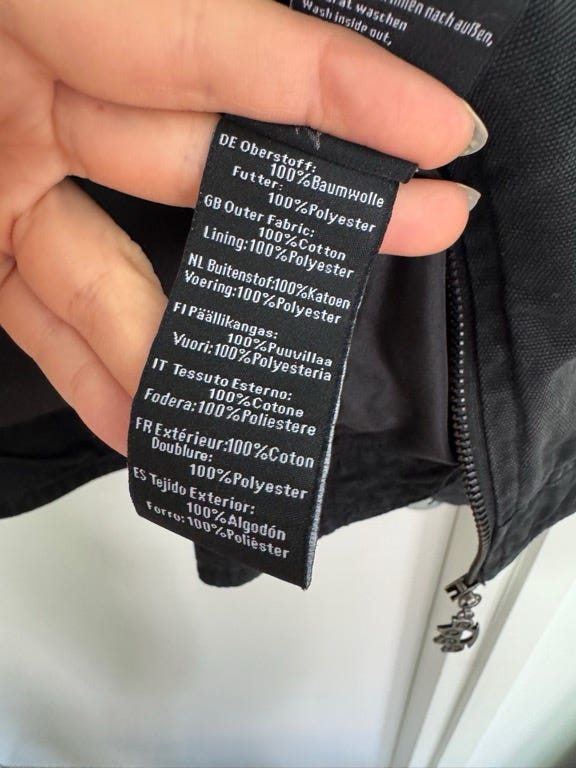 nach außen,
waschen
Wash inside out,
DE Oberstoff:
100%Baumwolle
Futter:
100%Polyester
GB Outer Fabric:
100%Cotton
Lining:100%Polyester
NL Buitenstof:100%Katoen
Voering:100%Polyester
FI Päällikangas:
100%Puuvillaa
Vuori:100%Polyesteria
IT Tessuto Esterno:
100%Cotone
Fodera:100%Poliestere
FR Extérieur:100%Coton
Doublure:
100%Polyester
ES Tejido Exterior:
100%Algodón
Forro:100%Poliéster